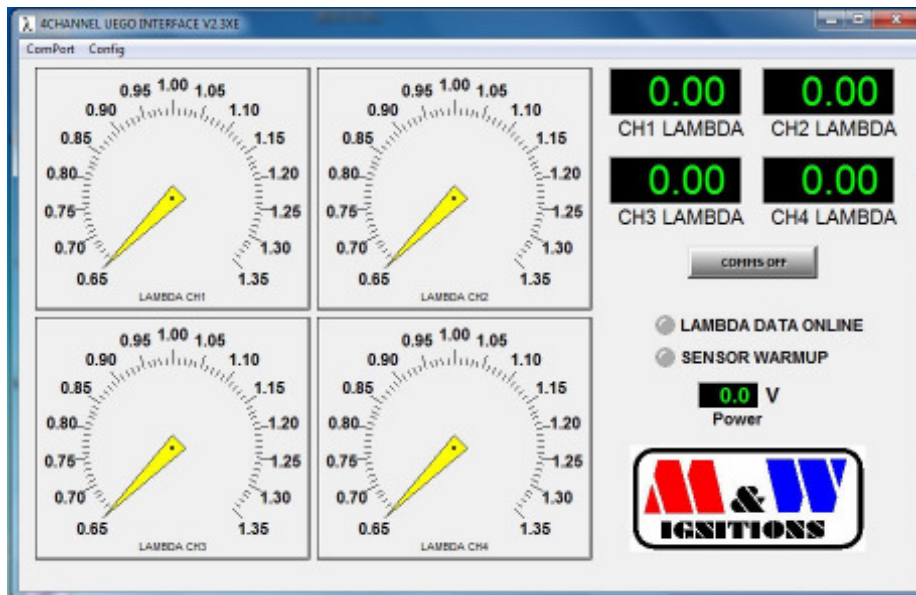 λ 4CHANNEL UEGO INTERFACE V2.3XE
ComPort Config
0.65 0.70 0.75 0.80 0.85 0.90 0.95 1.00 1.05 1.10 1.15 1.20 1.25 1.30 1.35
LAMBDA CH1
0.65 0.70 0.75 0.80 0.85 0.90 0.95 1.00 1.05 1.10 1.15 1.20 1.25 1.30 1.35
LAMBDA CH2
0.65 0.70 0.75 0.80 0.85 0.90 0.95 1.00 1.05 1.10 1.15 1.20 1.25 1.30 1.35
LAMBDA CH3
0.65 0.70 0.75 0.80 0.85 0.90 0.95 1.00 1.05 1.10 1.15 1.20 1.25 1.30 1.35
LAMBDA CH4
0.00 0.00
CH1 LAMBDA CH2 LAMBDA
0.00 0.00
CH3 LAMBDA CH4 LAMBDA
COMMS OFF
LAMBDA DATA ONLINE
SENSOR WARMUP
0.0 V
Power
M&W
IGNITIONS